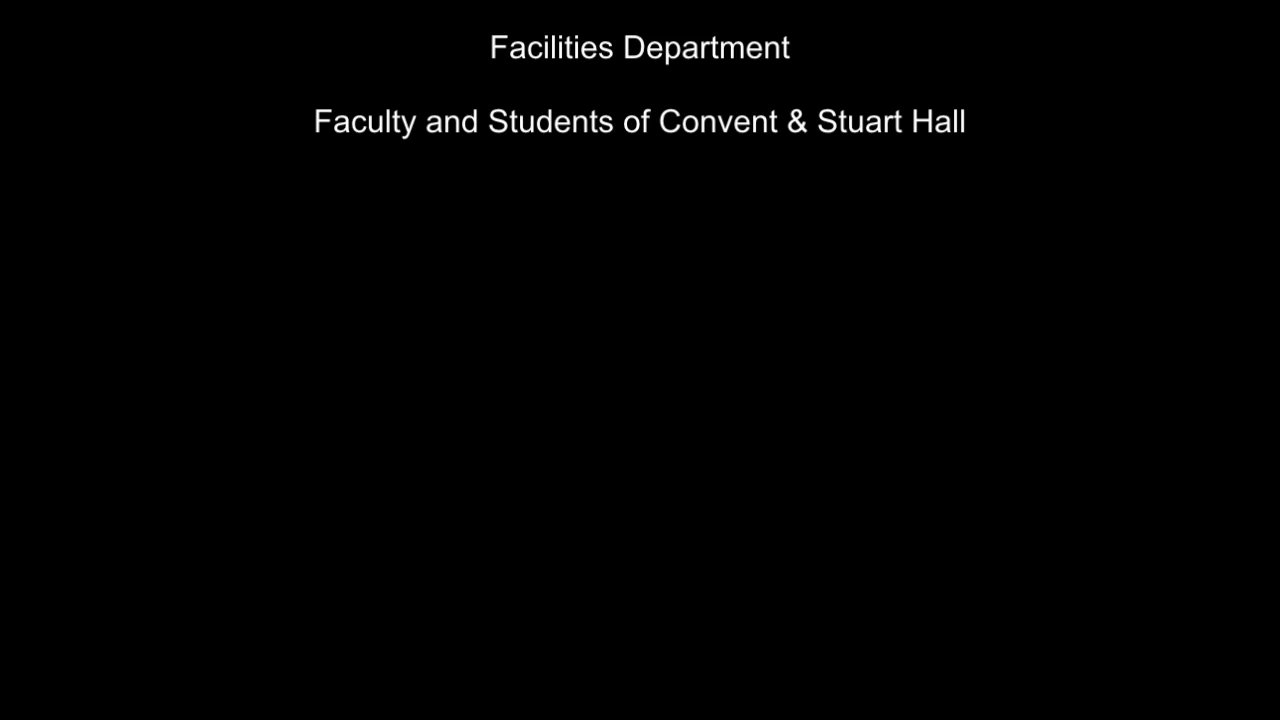 Facilities Department
Faculty and Students of Convent & Stuart Hall